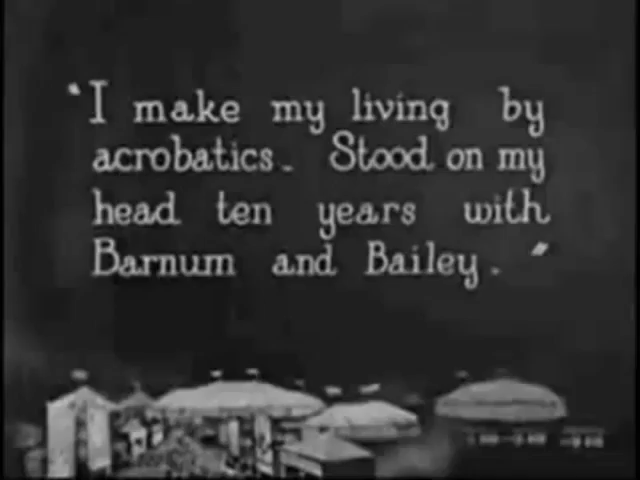 "I make my living by
acrobatics. Stood on my
head ten years with
Barnum and Bailey."